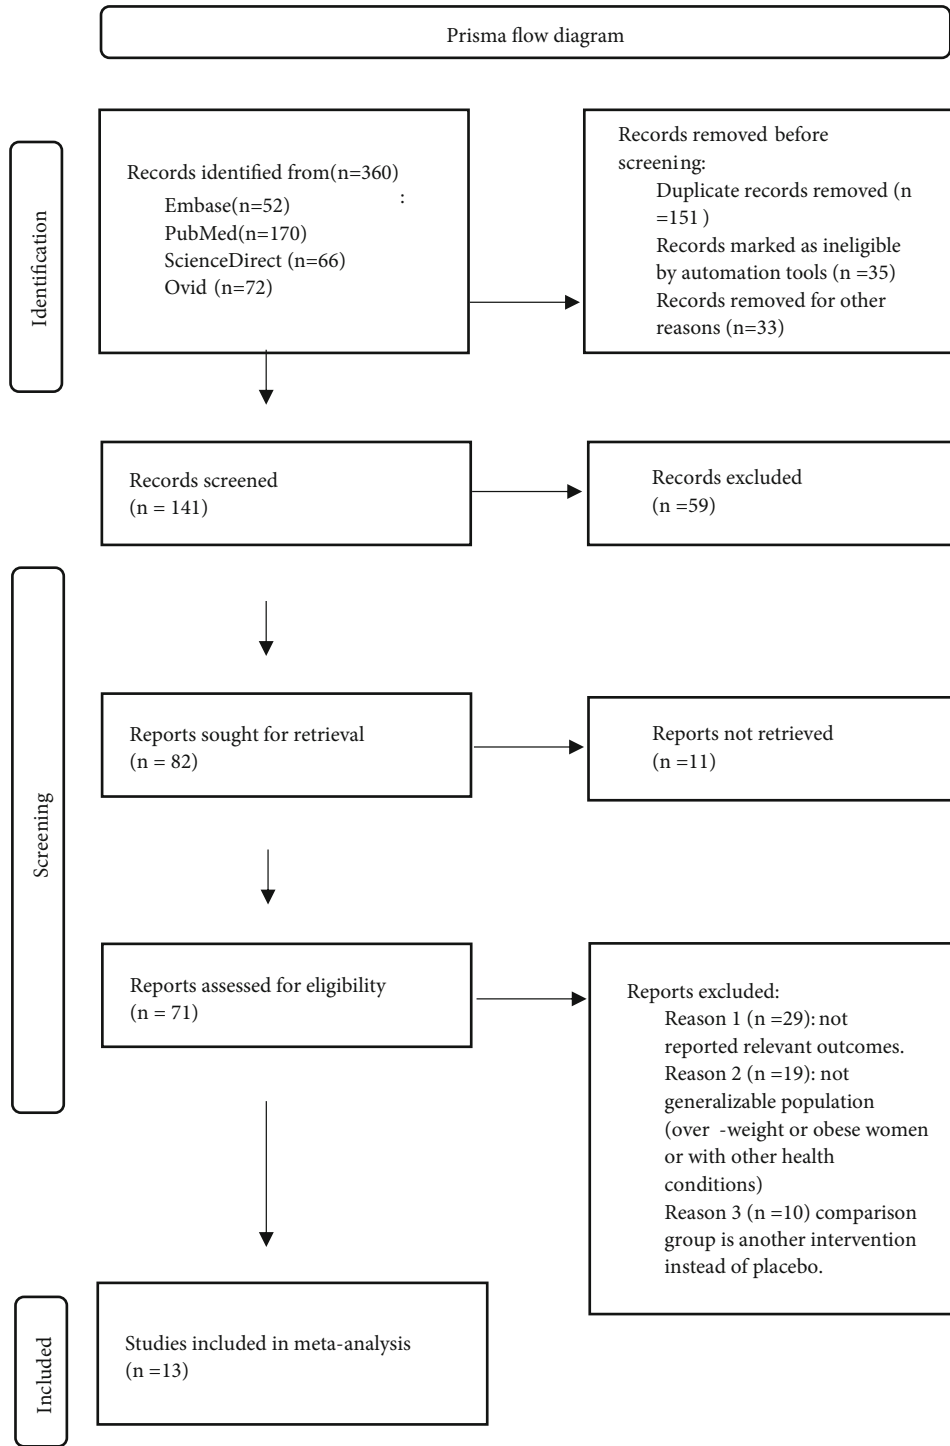 Prisma flow diagram
Identification
Records identified from(n=360)
:
Embase(n=52)
PubMed(n=170)
ScienceDirect (n=66)
Ovid (n=72)
Records removed before
screening:
Duplicate records removed (n
=151 )
Records marked as ineligible
by automation tools (n =35)
Records removed for other
reasons (n=33)
Records screened
(n = 141)
Records excluded
(n =59)
Screening
Reports sought for retrieval
(n = 82)
Reports not retrieved
(n =11)
Reports assessed for eligibility
(n = 71)
Reports excluded:
Reason 1 (n =29): not
reported relevant outcomes.
Reason 2 (n =19): not
generalizable population
(over -weight or obese women
or with other health
conditions)
Reason 3 (n =10) comparison
group is another intervention
instead of placebo.
Included
Studies included in meta-analysis
(n =13)